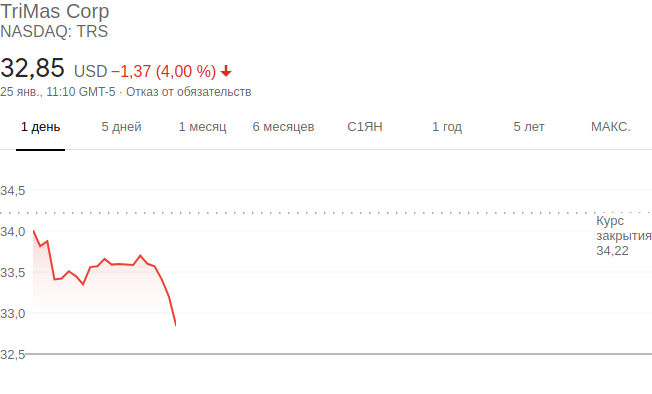 TriMas Corp
NASDAQ: TRS
32,85 USD −1,37 (4,00 %)
25 янв., 11:10 GMT-5 · Отказ от обязательств
1 день 5 дней 1 месяц 6 месяцев С1ЯН 1 год 5 лет МАКС.
34,5
Курс
закрытия
34,22
34,0
33,5
33,0
32,5